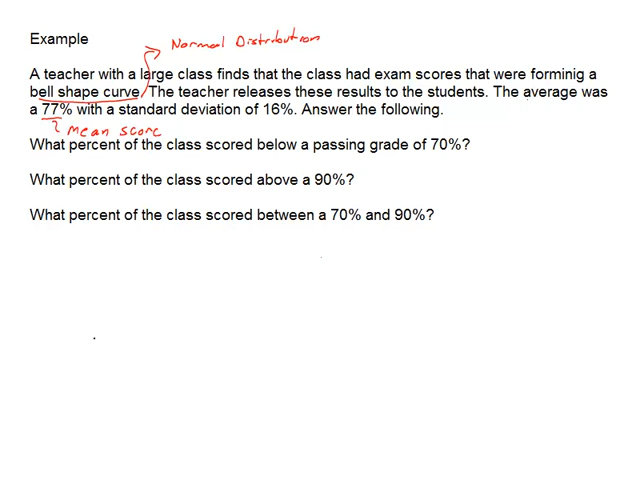 Example
Normal Distribution
A teacher with a large class finds that the class had exam scores that were forminig a
bell shape curve. The teacher releases these results to the students. The average was
a 77% with a standard deviation of 16%. Answer the following.
mean score
What percent of the class scored below a passing grade of 70%?
What percent of the class scored above a 90%?
What percent of the class scored between a 70% and 90%?